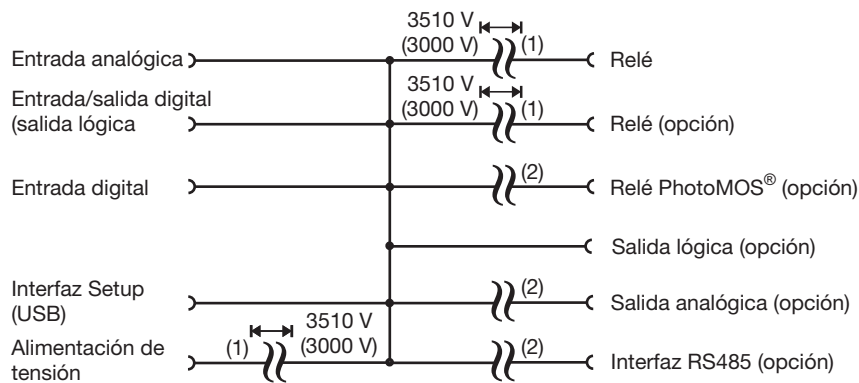 3510 V
(3000 V)
(1)
Entrada analógica
Relé
Entrada/salida digital
(salida lógica
3510 V
(3000 V)
(1)
Relé (opción)
Entrada digital
(2)
Relé PhotoMOS® (opción)
Salida lógica (opción)
Interfaz Setup
(USB)
(2)
Salida analógica (opción)
Alimentación de
tensión
(1)
3510 V
(3000 V)
(2)
Interfaz RS485 (opción)